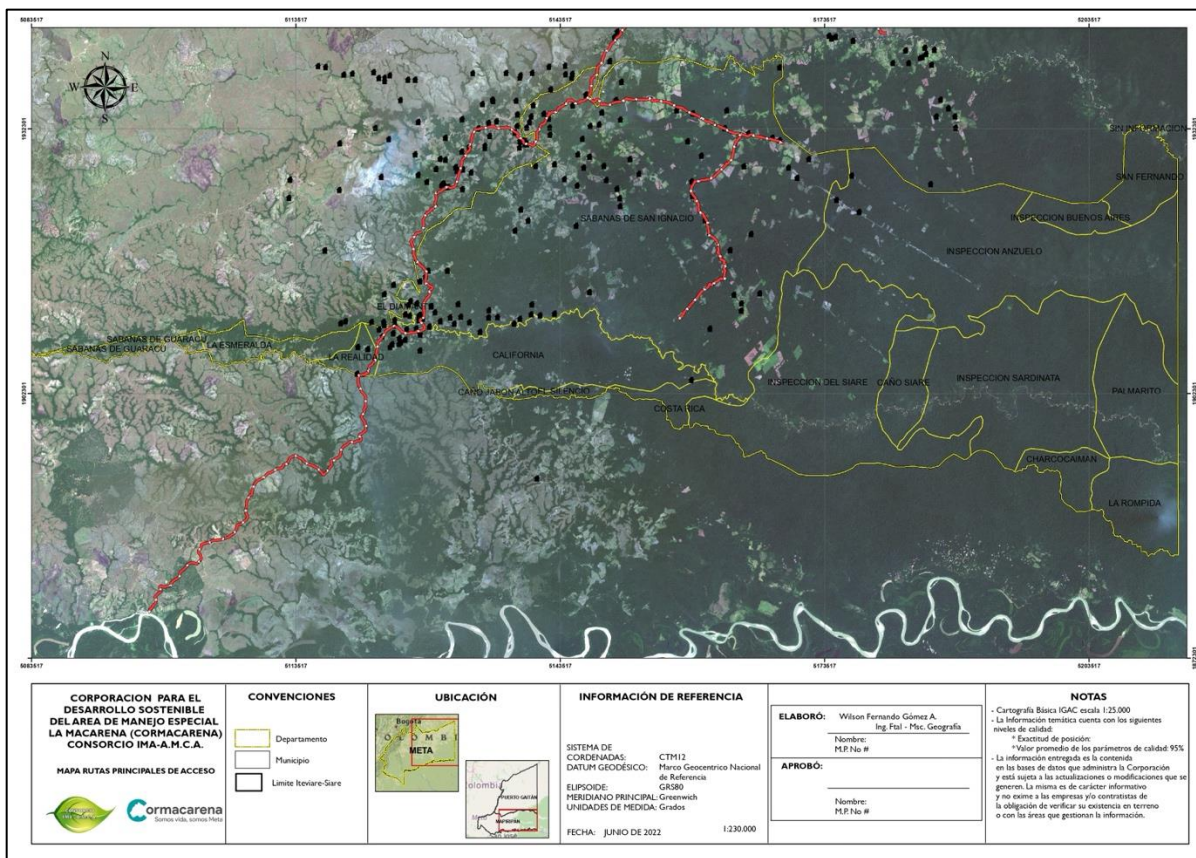 5083517 5113517 5143517 5173517 5203517
N
W E
S
1932301 1932301
SIN INFORMACION
SAN FERNANDO
SABANAS DE SAN IGNACIO
INSPECCION BUENOS AIRES
INSPECCION ANZUELO
SABANAS DE GUARACU
SABANAS DE GUARACU
LA ESMERALDA
LA REALIDAD
CALIFORNIA
INSPECCION DEL SIARE
CAÑO SIARE
INSPECCION SARDINATA
PALMARITO
1902301 1902301
COSTA RICA
CHARCOCAIMAN
LA ROMPIDA
1872301
5083517 5113517 5143517 5173517 5203517
CORPORACION PARA EL
DESARROLLO SOSTENIBLE
DEL AREA DE MANEJO ESPECIAL
LA MACARENA (CORMACARENA)
CONSORCIO IMA-A.M.C.A.
MAPA RUTAS PRINCIPALES DE ACCESO
Cormacarena
Somos vida, somos Meta
CONVENCIONES
Departamento
Municipio
Limite Iteviare-Siare
UBICACIÓN
Bogotá
META
PUERTO GAITÁN
MAPIRIPÁN
INFORMACIÓN DE REFERENCIA
SISTEMA DE
CORDENADAS: CTM12
DATUM GEODÉSICO: Marco Geocentrico Nacional
de Referencia
ELIPSOIDE: GRS80
MERIDIANO PRINCIPAL: Greenwich
UNIDADES DE MEDIDA: Grados
FECHA: JUNIO DE 2022 1:230.000
ELABORÓ: Wilson Fernando Gómez A.
Ing. Ftal - Msc. Geografía
Nombre:
M.P. No #
APROBÓ:
Nombre:
M.P. No #
NOTAS
- Cartografía Básica IGAC escala 1:25.000
- La Información temática cuenta con los siguientes
niveles de calidad:
* Exactitud de posición:
*Valor promedio de los parámetros de calidad: 95%
- La información entregada es la contenida
en las bases de datos que administra la Corporación
y está sujeta a las actualizaciones o modificaciones que se
generen. La misma es de carácter informativo
y no exime a las empresas y/o contratistas de
la obligación de verificar su existencia en terreno
o con las áreas que gestionan la información.